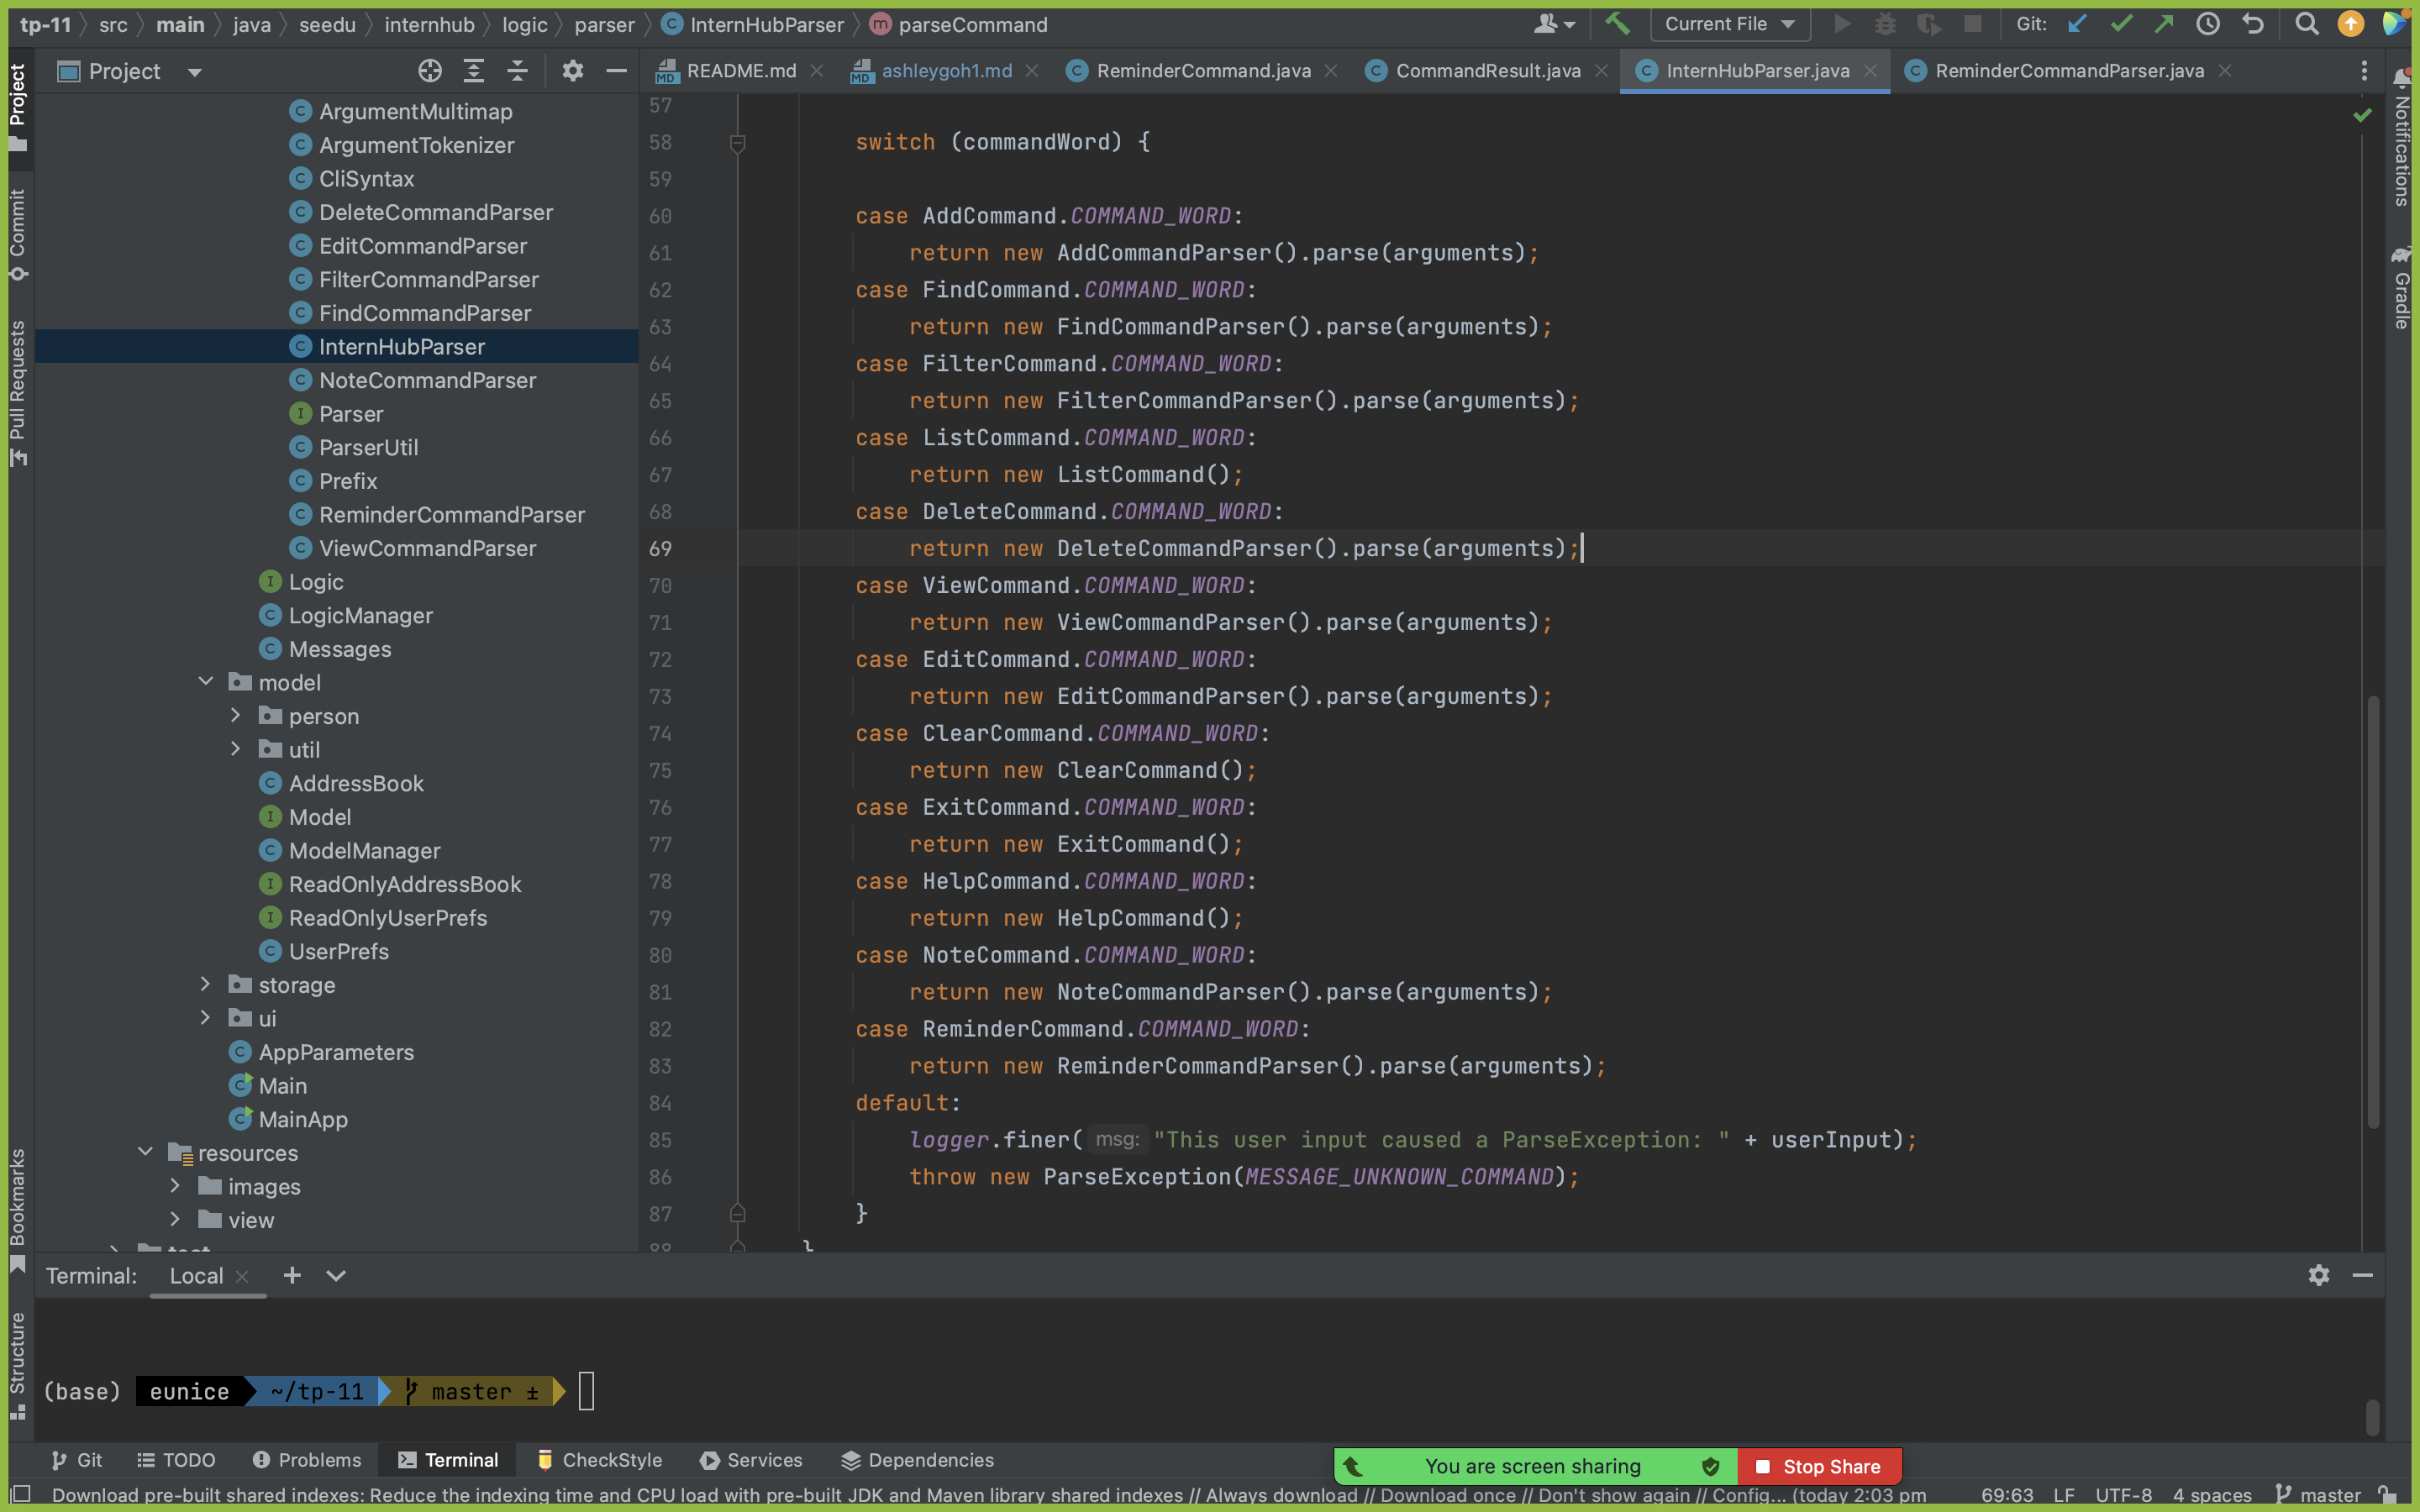 tp-11 src main java seedu internhub logic parser InternHubParser parseCommand
Current File
Git:
Project
README.md
ashleygoh1.md
ReminderCommand.java
CommandResult.java
InternHubParser.java
ReminderCommandParser.java
Project
Commit
Pull Requests
Bookmarks
Structure
Notifications
Gradle
ArgumentMultimap
ArgumentTokenizer
CliSyntax
DeleteCommandParser
EditCommandParser
FilterCommandParser
FindCommandParser
InternHubParser
NoteCommandParser
Parser
ParserUtil
Prefix
ReminderCommandParser
ViewCommandParser
Logic
LogicManager
Messages
model
person
util
AddressBook
Model
ModelManager
ReadOnlyAddressBook
ReadOnlyUserPrefs
UserPrefs
storage
ui
AppParameters
Main
MainApp
resources
images
view
test
57
58 switch (commandWord) {
59
60 case AddCommand.COMMAND_WORD:
61 return new AddCommandParser().parse(arguments);
62 case FindCommand.COMMAND_WORD:
63 return new FindCommandParser().parse(arguments);
64 case FilterCommand.COMMAND_WORD:
65 return new FilterCommandParser().parse(arguments);
66 case ListCommand.COMMAND_WORD:
67 return new ListCommand();
68 case DeleteCommand.COMMAND_WORD:
69 return new DeleteCommandParser().parse(arguments);
70 case ViewCommand.COMMAND_WORD:
71 return new ViewCommandParser().parse(arguments);
72 case EditCommand.COMMAND_WORD:
73 return new EditCommandParser().parse(arguments);
74 case ClearCommand.COMMAND_WORD:
75 return new ClearCommand();
76 case ExitCommand.COMMAND_WORD:
77 return new ExitCommand();
78 case HelpCommand.COMMAND_WORD:
79 return new HelpCommand();
80 case NoteCommand.COMMAND_WORD:
81 return new NoteCommandParser().parse(arguments);
82 case ReminderCommand.COMMAND_WORD:
83 return new ReminderCommandParser().parse(arguments);
84 default:
85 logger.finer( msg: "This user input caused a ParseException: " + userInput);
86 throw new ParseException(MESSAGE_UNKNOWN_COMMAND);
87 }
88 }
Terminal: Local
(base) eunice ~/tp-11 master ±
Git TODO Problems Terminal CheckStyle Services Dependencies
You are screen sharing Stop Share
Download pre-built shared indexes: Reduce the indexing time and CPU load with pre-built JDK and Maven library shared indexes // Always download // Download once // Don't show again // Config... (today 2:03 pm 69:63 LF UTF-8 4 spaces master